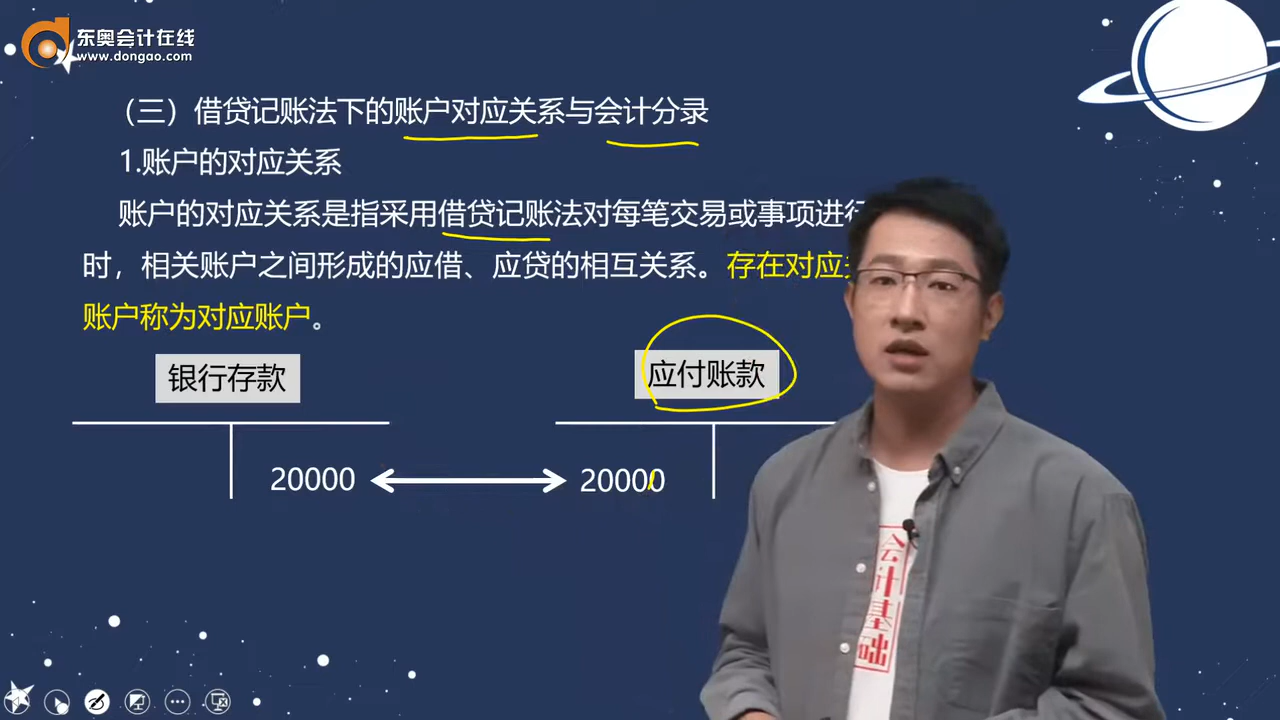 东奥会计在线
www.dongao.com
（三）借贷记账法下的账户对应关系与会计分录
1.账户的对应关系
账户的对应关系是指采用借贷记账法对每笔交易或事项进行
时，相关账户之间形成的应借、应贷的相互关系。存在对应
账户称为对应账户。
银行存款
应付账款
20000
20000
会计基础